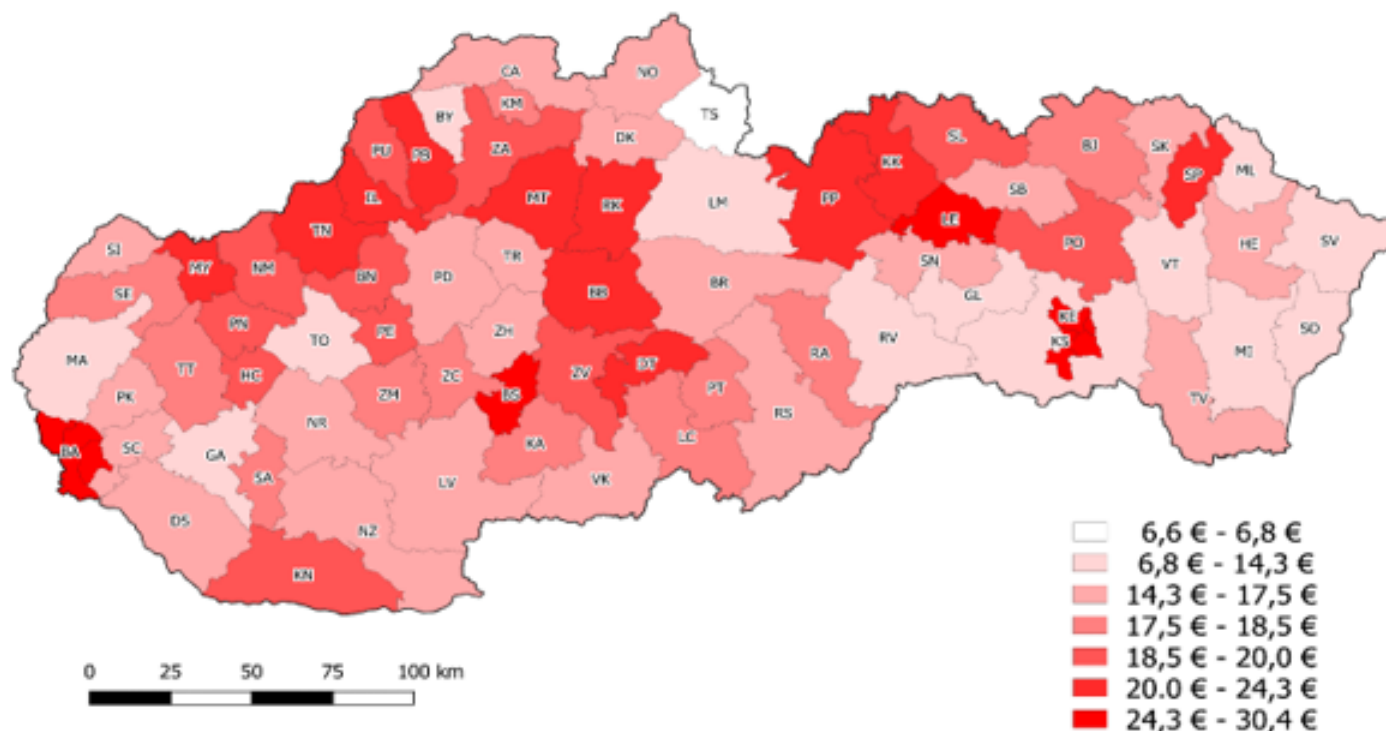 CA
NO
KM
BY
TS
DK
PU
PB
ZA
SL
BJ
SK
KK
SP
ML
IL
MT
RK
LM
PP
SB
LE
TN
PO
HE
SV
SI
MY
NM
BN
PD
TR
BR
SN
VT
SE
BB
GL
PN
TO
PE
ZH
KE
SO
MA
RV
KS
MI
TT
HC
ZC
ZV
DT
RA
PK
ZM
BS
PT
TV
NR
RS
BA
SC
GA
KA
LC
SA
LV
VK
DS
NZ
KN
6,6 € - 6,8 €
6,8 € - 14,3 €
14,3 € - 17,5 €
17,5 € - 18,5 €
18,5 € - 20,0 €
20.0 € - 24,3 €
24,3 € - 30,4 €
0 25 50 75 100 km